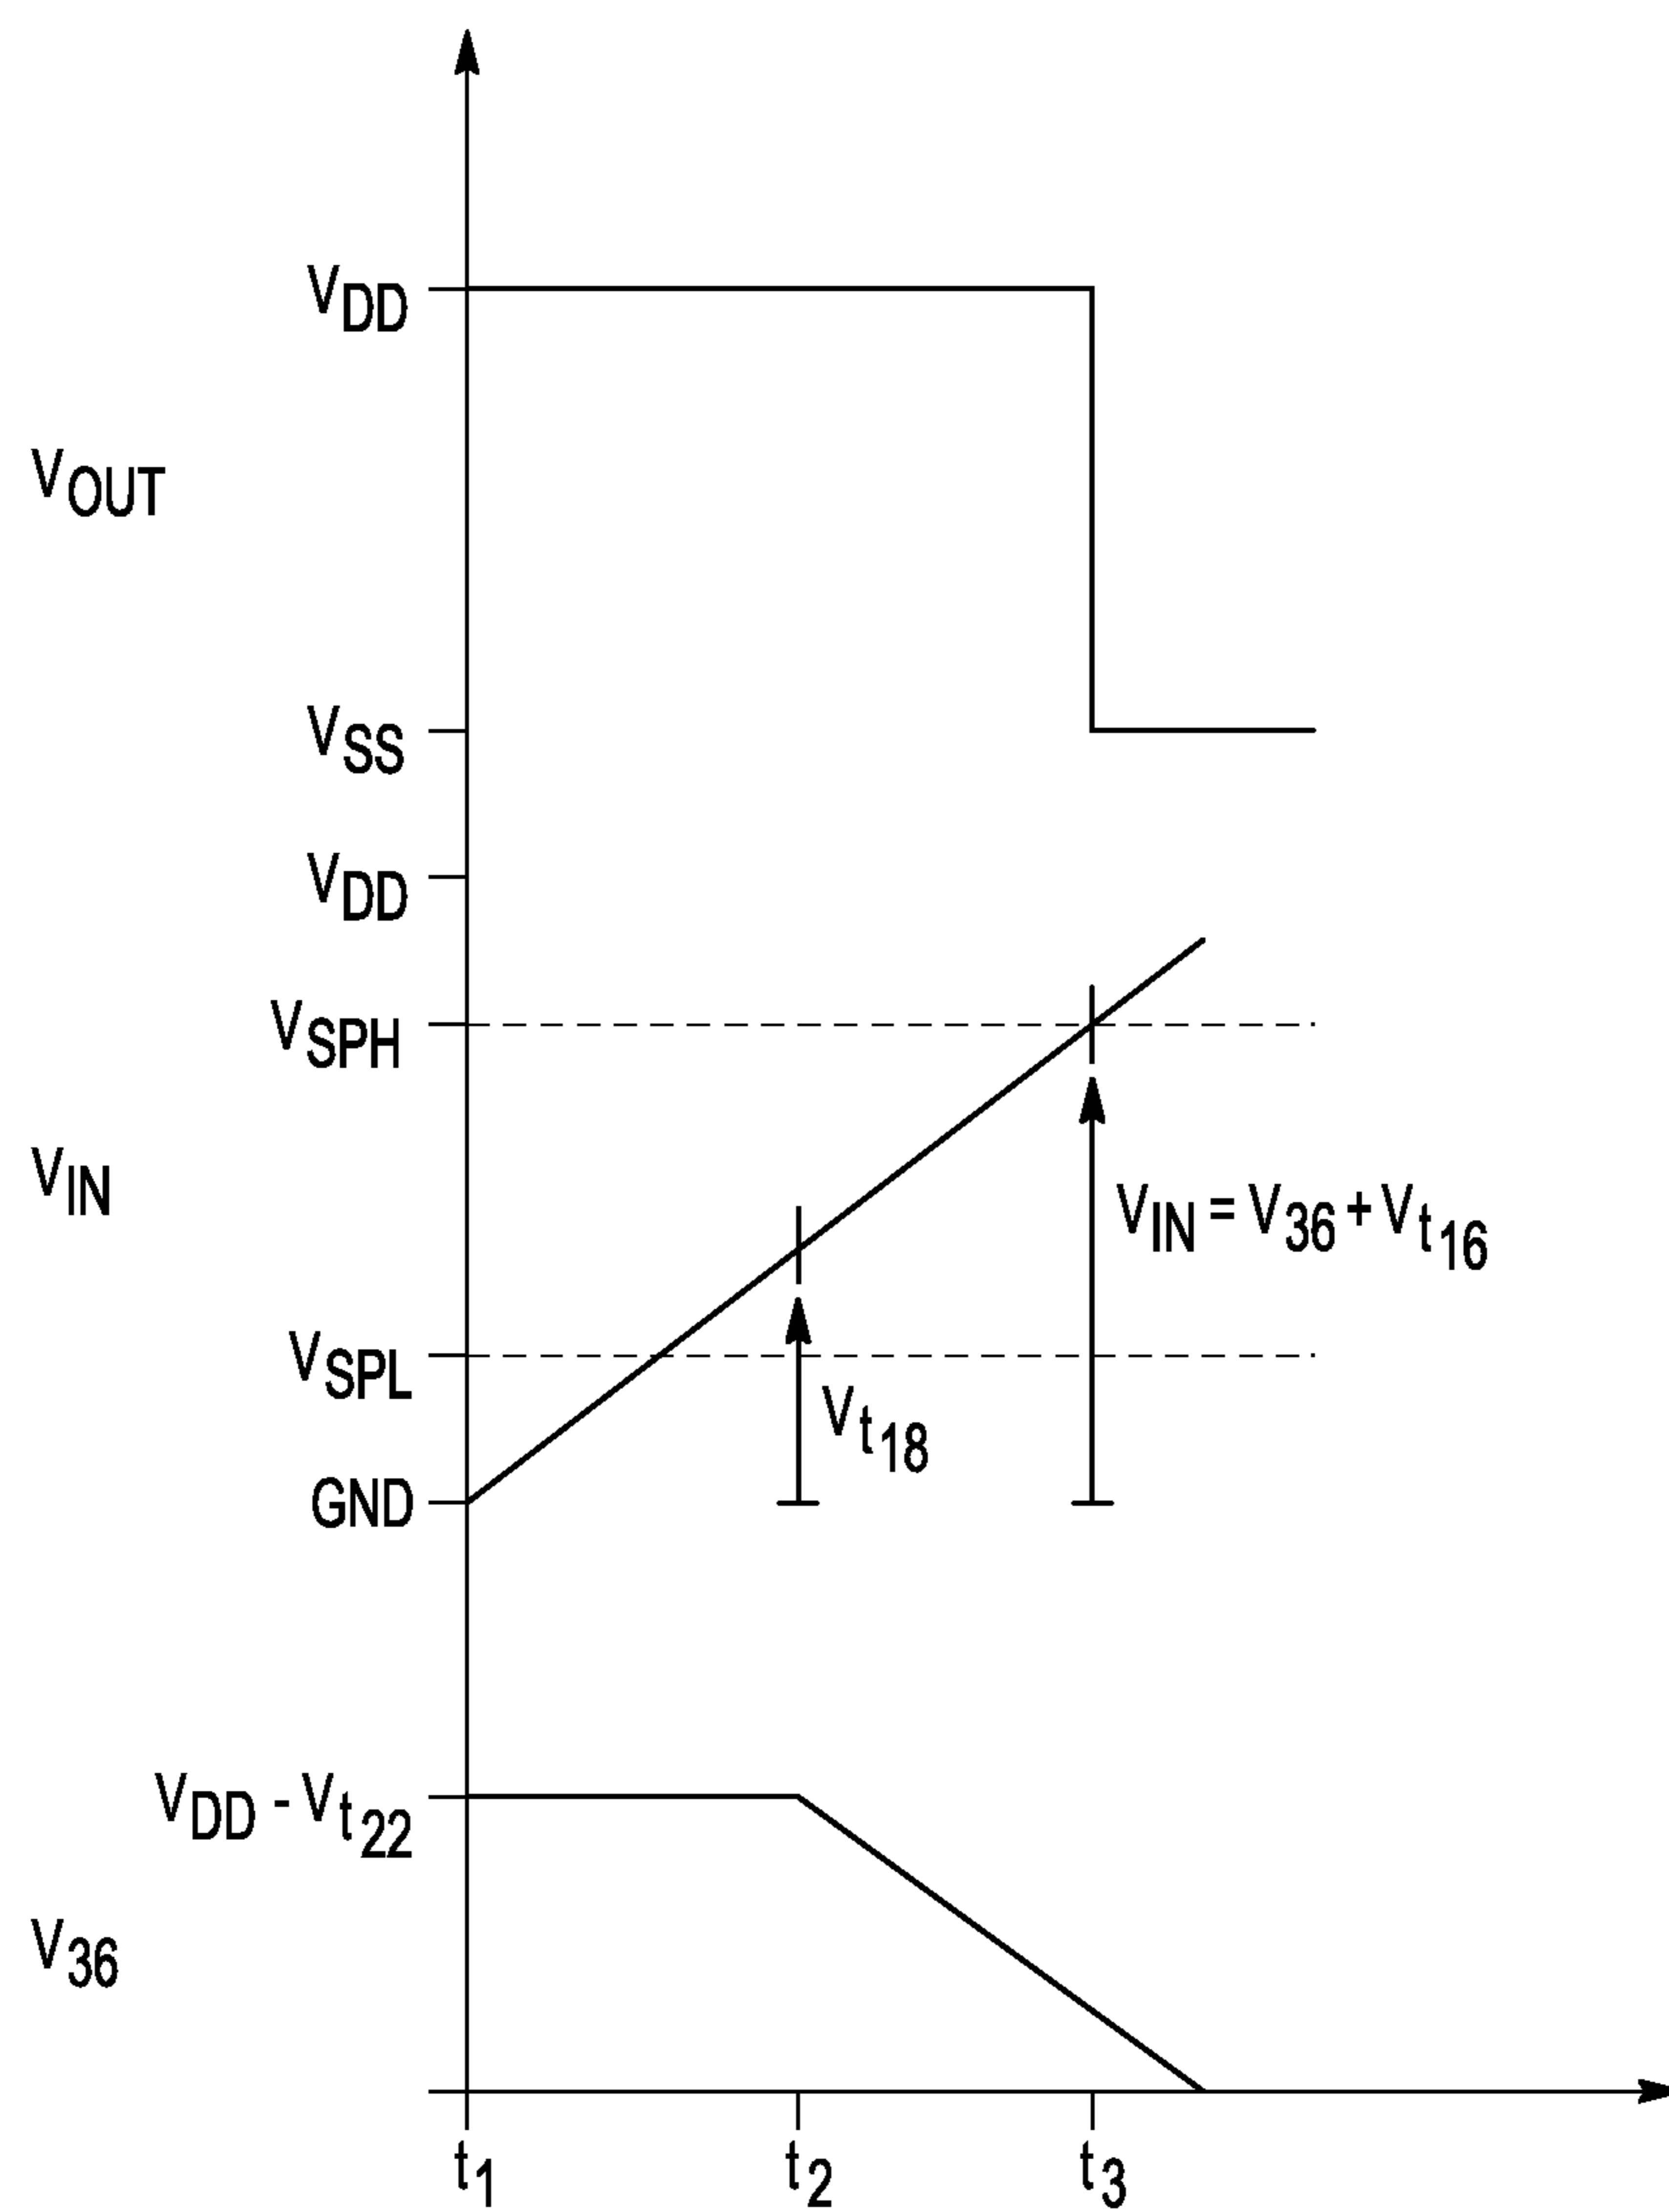 VDD
VOUT
VSS
VDD
VSPH
VIN
VIN = V36 + Vt16
VSPL
Vt18
GND
VDD - Vt22
V36
t1 t2 t3